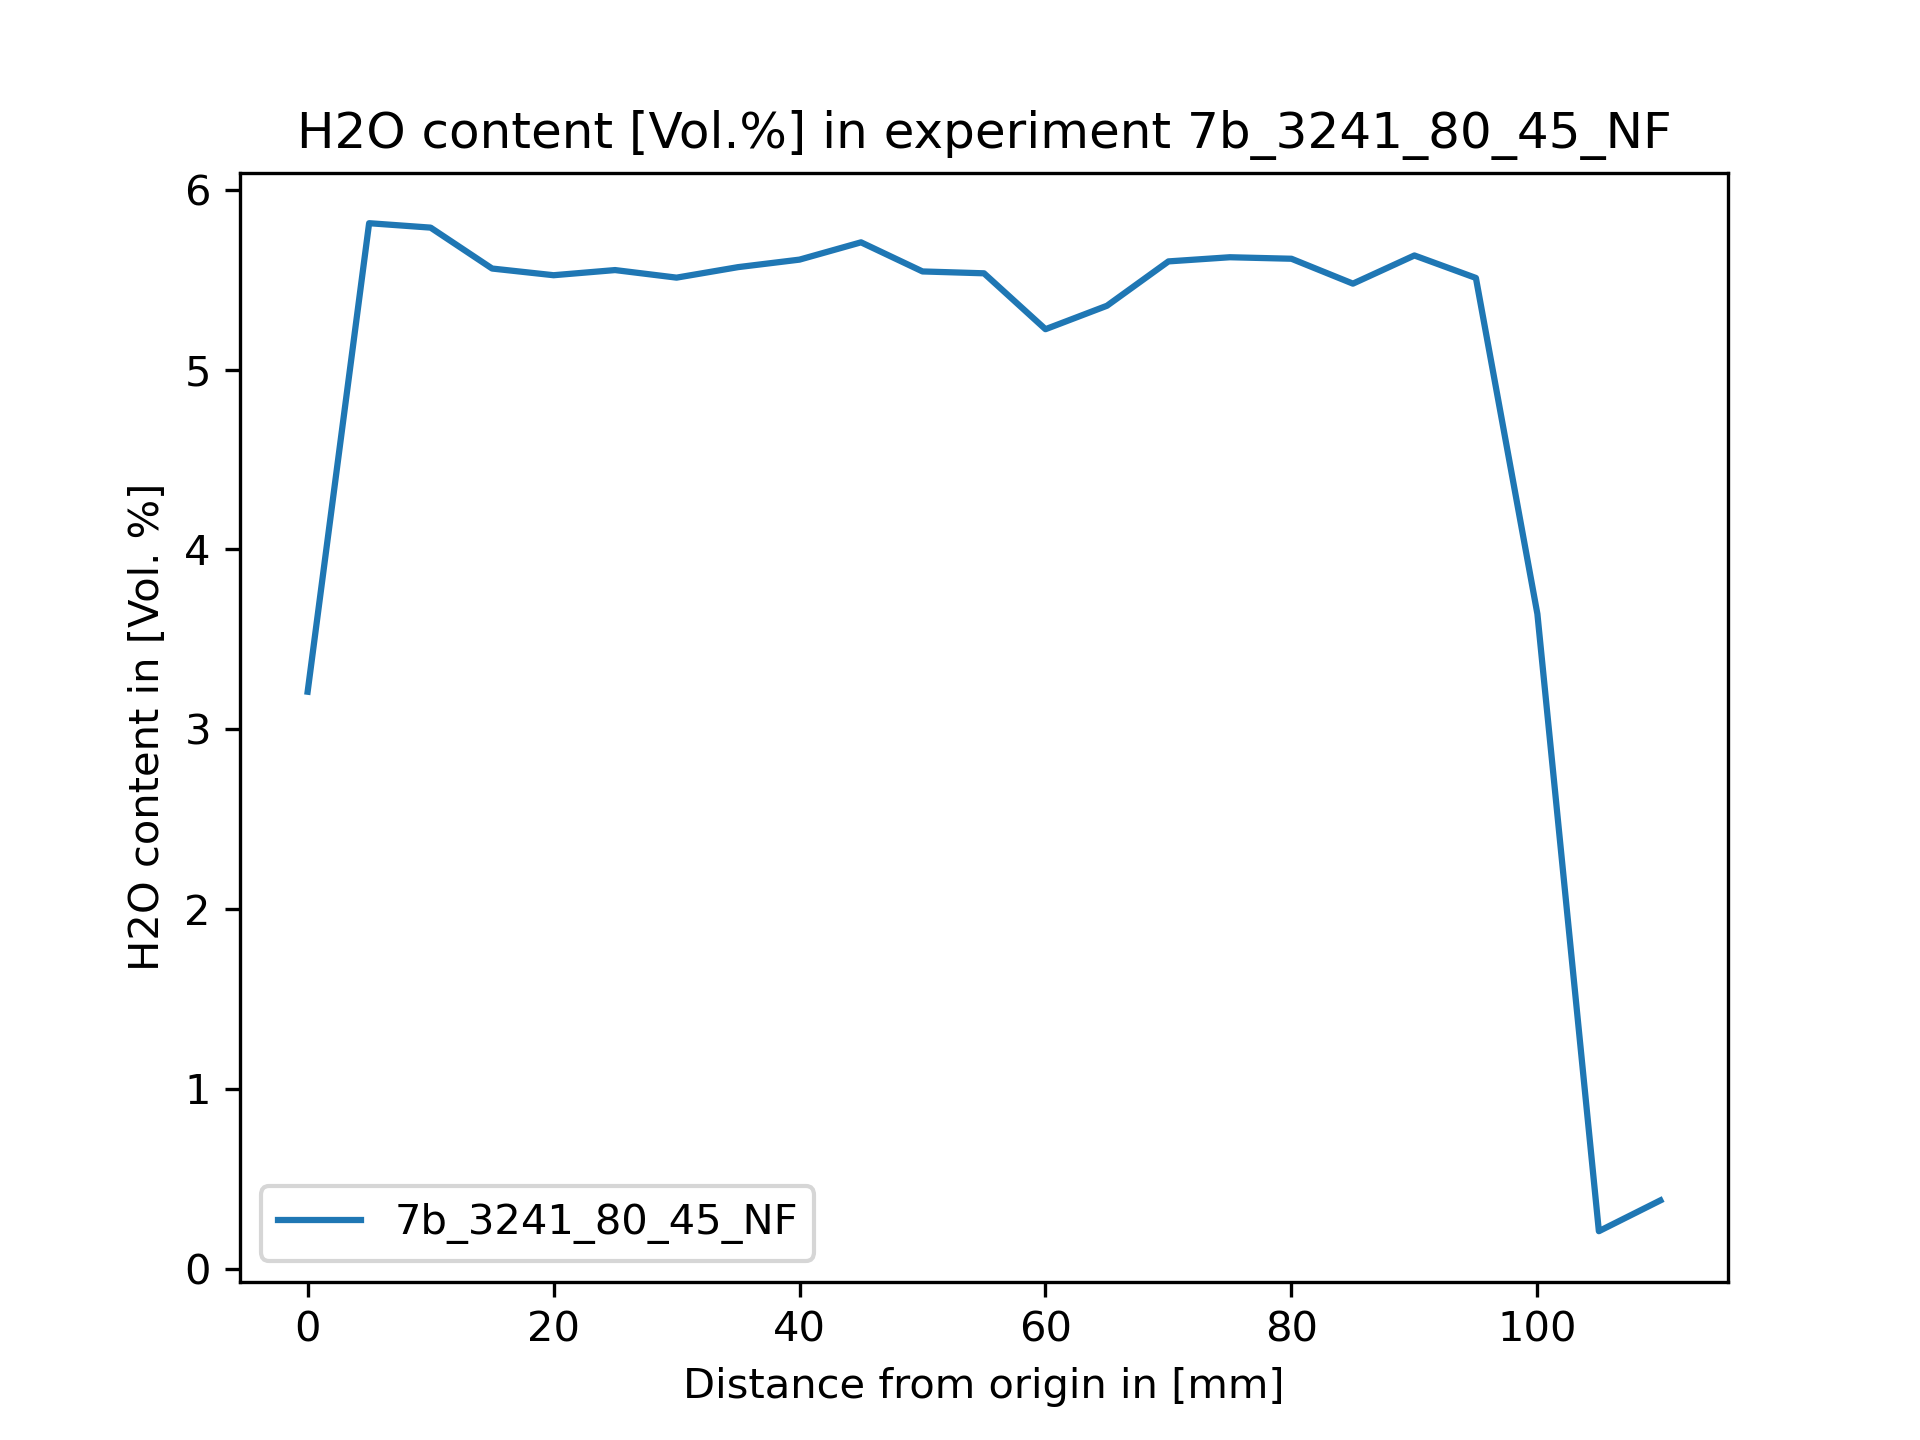 H2O content [Vol.%] in experiment 7b_3241_80_45_NF
6
5
4
3
2
1
0
H2O content in [Vol. %]
7b_3241_80_45_NF
0 20 40 60 80 100
Distance from origin in [mm]